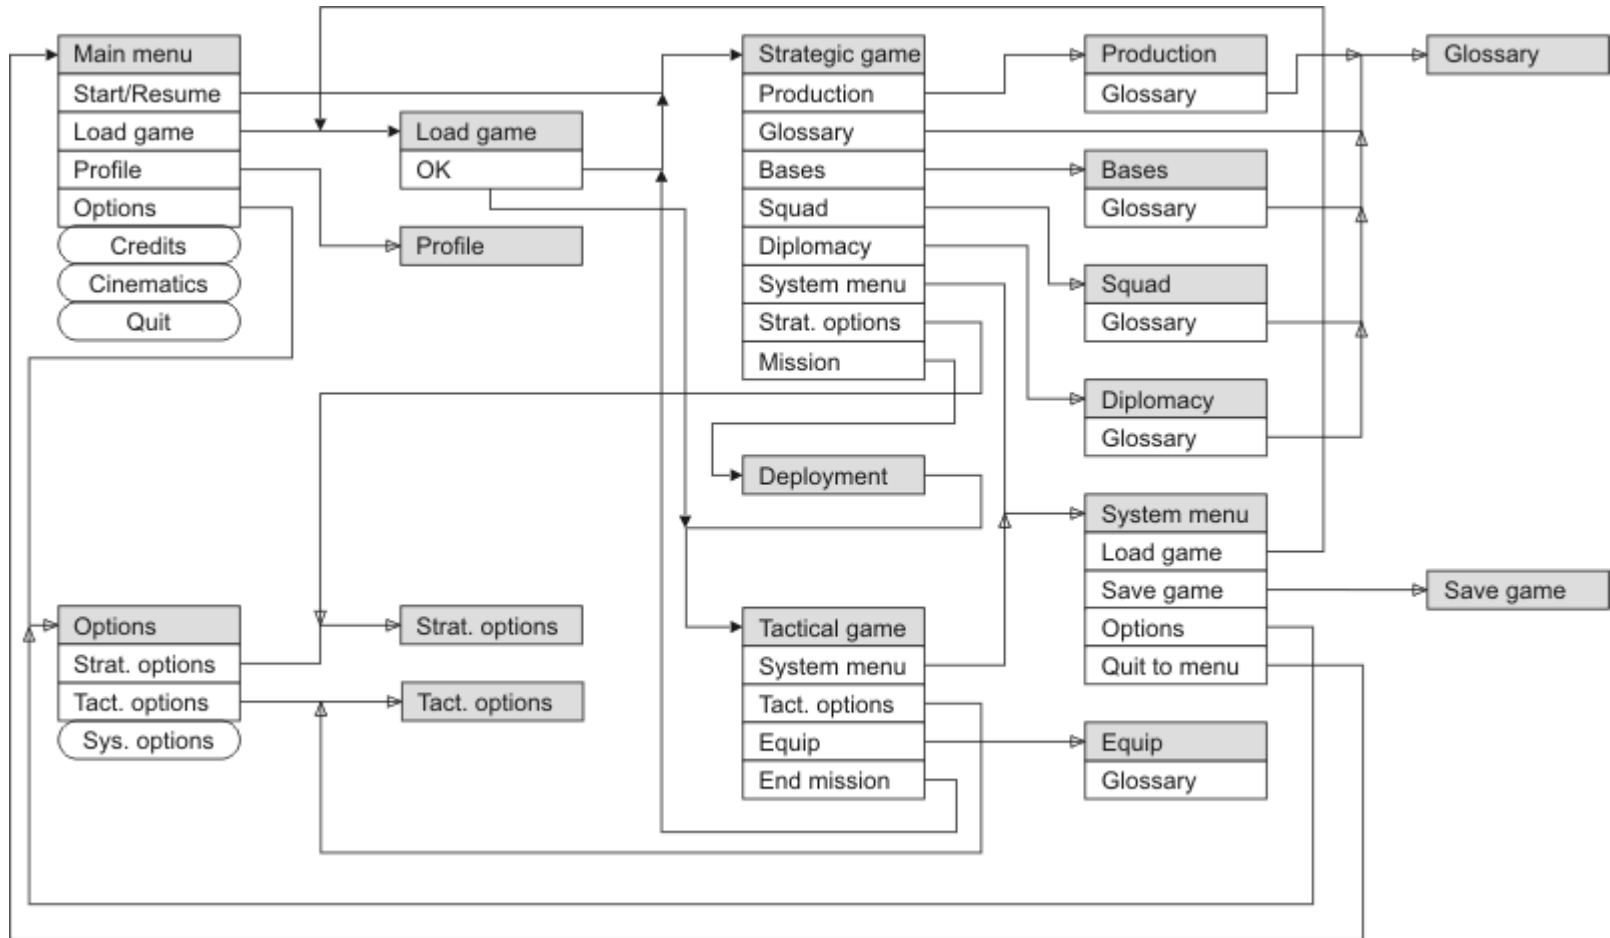 Main menu
Start/Resume
Load game
Profile
Options
Credits
Cinematics
Quit
Load game
OK
Profile
Strategic game
Production
Glossary
Bases
Squad
Diplomacy
System menu
Strat. options
Mission
Production
Glossary
Glossary
Bases
Glossary
Squad
Glossary
Diplomacy
Glossary
Deployment
System menu
Load game
Save game
Options
Quit to menu
Save game
Options
Strat. options
Tact. options
Sys. options
Strat. options
Tact. options
Tactical game
System menu
Tact. options
Equip
End mission
Equip
Glossary